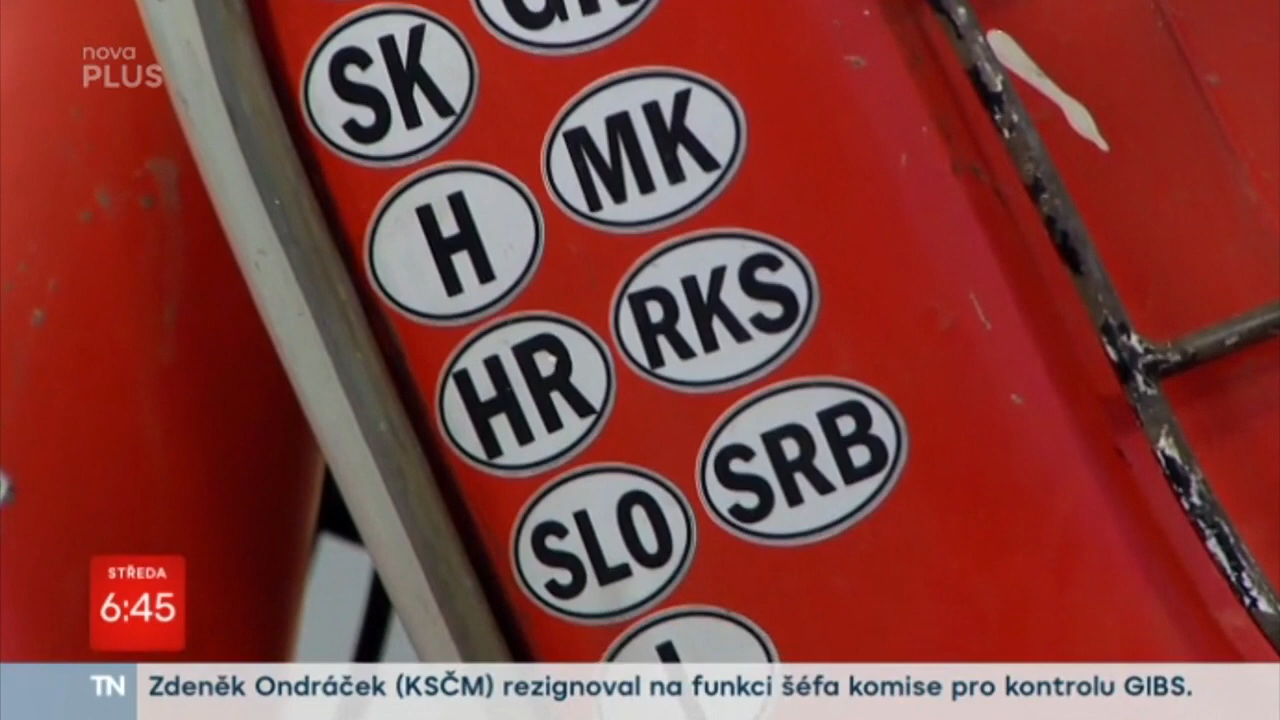 nova
PLUS
SK
MK
H
RKS
HR
SRB
SLO
STŘEDA
6:45
TN Zdeněk Ondráček (KSČM) rezignoval na funkci šéfa komise pro kontrolu GIBS.